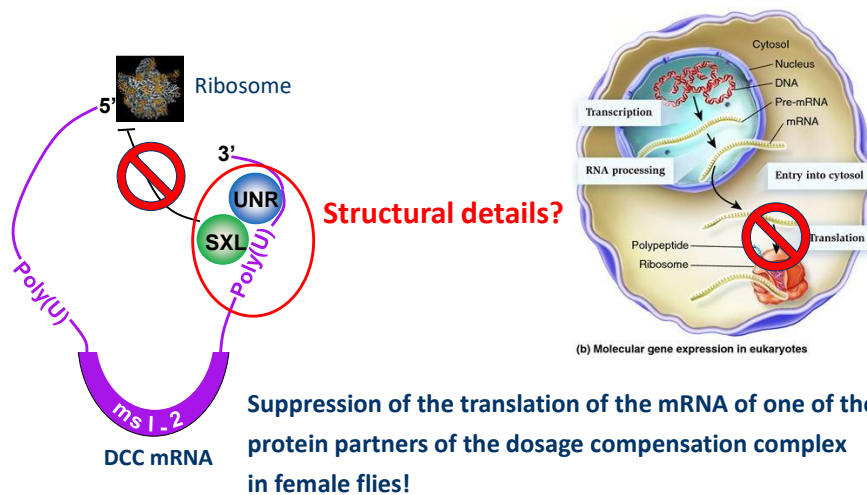 Ribosome
5’
3’
UNR
SXL
Poly(U)
Poly(U)
msl-2
DCC mRNA
Structural details?
Cytosol
Nucleus
DNA
Pre-mRNA
mRNA
Transcription
RNA processing
Entry into cytosol
Translation
Polypeptide
Ribosome
(b) Molecular gene expression in eukaryotes
Suppression of the translation of the mRNA of one of the
protein partners of the dosage compensation complex
in female flies!